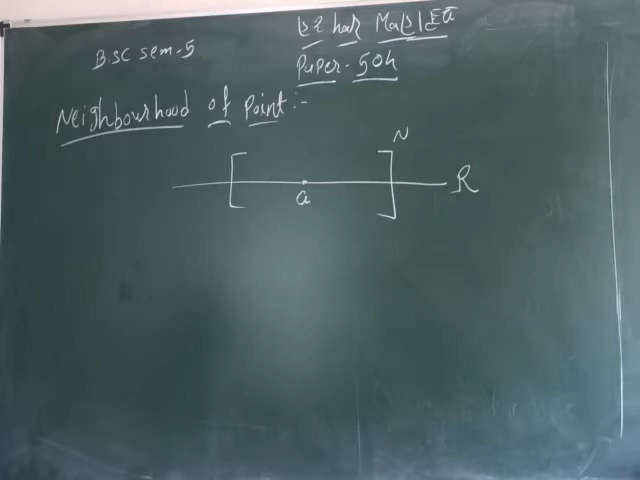 B.SC sem-5
Paper-504
Neighbourhood of Point:-
N
a
R